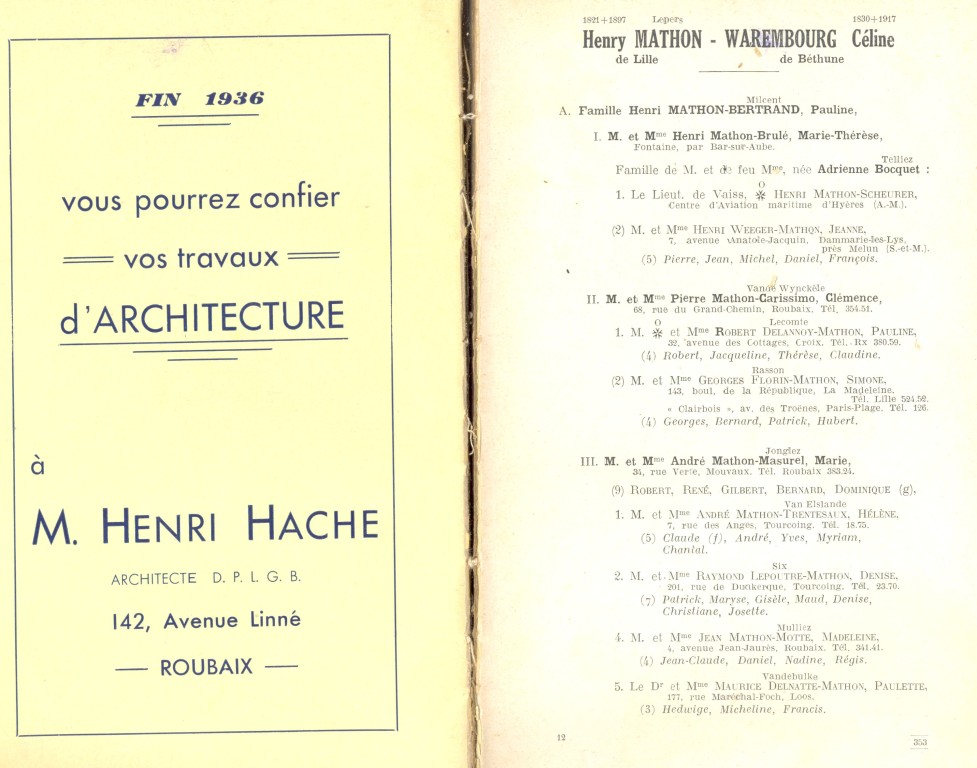 FIN 1936
vous pourrez confier
vos travaux
d'ARCHITECTURE
à
M. HENRI HACHE
ARCHITECTE D. P. L. G. B.
142, Avenue Linné
ROUBAIX
1821+1897 Lepers 1830+1917
Henry MATHON - WAREMBOURG Céline
de Lille de Béthune
Milcent
A. Famille Henri MATHON-BERTRAND, Pauline,
I. M. et Mme Henri Mathon-Brulé, Marie-Thérèse,
Fontaine, par Bar-sur-Aube.
Telliez
Famille de M. et de feu Mme, née Adrienne Bocquet :
1. Le Lieut. de Vaiss, HENRI MATHON-SCHEURER,
Centre d'Aviation maritime d'Hyères (A.-M.).
(2) M. et Mme HENRI WEEGER-MATHON, JEANNE,
7, avenue Anatole-Jacquin, Dammarie-les-Lys,
près Melun (S.-et-M.).
(5) Pierre, Jean, Michel, Daniel, François.
Vanoe Wynckéle
II. M. et Mme Pierre Mathon-Carissimo, Clémence,
68, rue du Grand-Chemin, Roubaix. Tél. 354.51.
Lecomte
1. M. et Mme ROBERT DELANNOY-MATHON, PAULINE,
32, avenue des Cottages, Croix. Tél. Rx 380.59.
(4) Robert, Jacqueline, Thérèse, Claudine.
Rasson
(2) M. et Mme GEORGES FLORIN-MATHON, SIMONE,
143, boul. de la République, La Madeleine.
Tél. Lille 524.52.
« Clairbois », av. des Troënes, Paris-Plage. Tél. 126.
(4) Georges, Bernard, Patrick, Hubert.
Jonglez
III. M. et Mme André Mathon-Masurel, Marie,
34, rue Verte, Mouvaux. Tél. Roubaix 383.24.
(9) ROBERT, RENÉ, GILBERT, BERNARD, DOMINIQUE (g),
Van Elslande
1. M. et Mme ANDRÉ MATHON-TRENTESAUX, HÉLÈNE,
7, rue des Anges, Tourcoing. Tél. 18.75.
(5) Claude (f), André, Yves, Myriam,
Chantal.
Six
2. M. et Mme RAYMOND LEPOUTRE-MATHON, DENISE,
201, rue de Dunkerque, Tourcoing. Tél. 23.70.
(7) Patrick, Maryse, Gisèle, Maud, Denise,
Christiane, Josette.
Mulliez
4. M. et Mme JEAN MATHON-MOTTE, MADELEINE,
4, avenue Jean-Jaurès, Roubaix. Tél. 341.41.
(4) Jean-Claude, Daniel, Nadine, Régis.
Vandebulke
5. Le Dr et Mme MAURICE DELNATTE-MATHON, PAULETTE,
177, rue Maréchal-Foch, Loos.
(3) Hedwige, Micheline, Francis.
12 353